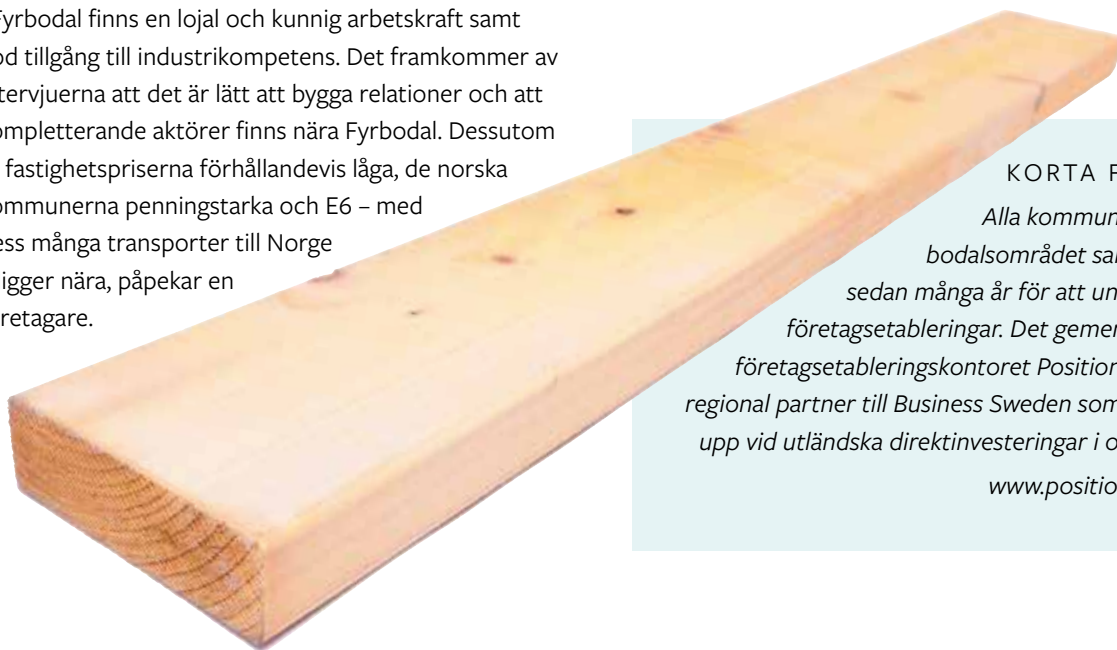 Fyrbodal finns en lojal och kunnig arbetskraft samt
od tillgång till industrikompetens. Det framkommer av
tervjuerna att det är lätt att bygga relationer och att
ompletterande aktörer finns nära Fyrbodal. Dessutom
fastighetspriserna förhållandevis låga, de norska
ommunerna penningstarka och E6 – med
ess många transporter till Norge
igger nära, påpekar en
retagare.
KORTA F
Alla kommun
bodalsområdet sa
sedan många år för att un
företagsetableringar. Det gemen
företagsetableringskontoret Position
regional partner till Business Sweden som
upp vid utländska direktinvesteringar i o
www.positio